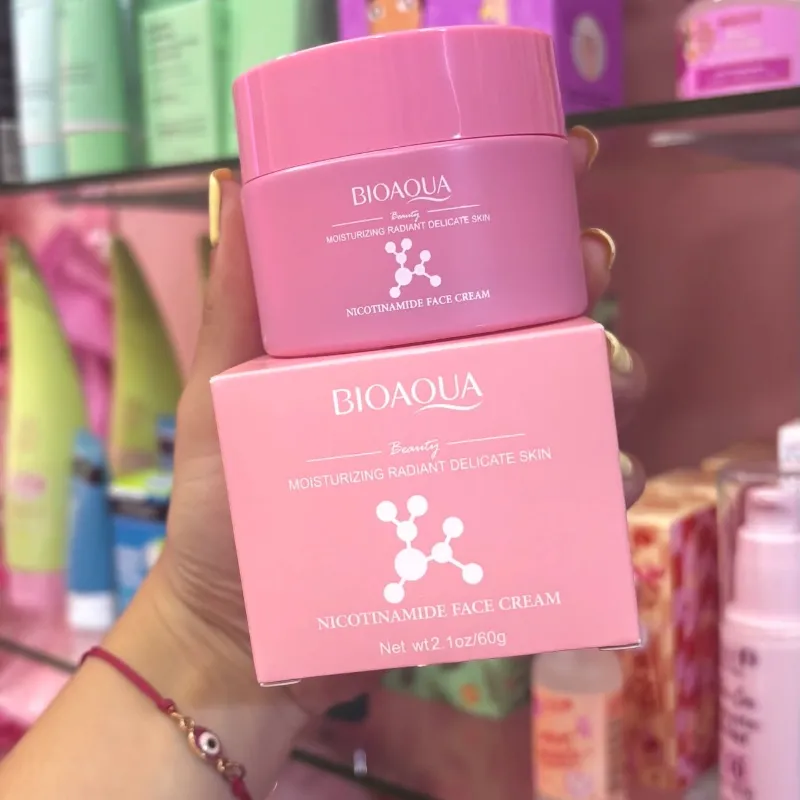 BIOAQUA
Beauty
MOISTURIZING RADIANT DELICATE SKIN
NICOTINAMIDE FACE CREAM
BIOAQUA
Beauty
MOISTURIZING RADIANT DELICATE SKIN
NICOTINAMIDE FACE CREAM
Net wt2.1oz/60g